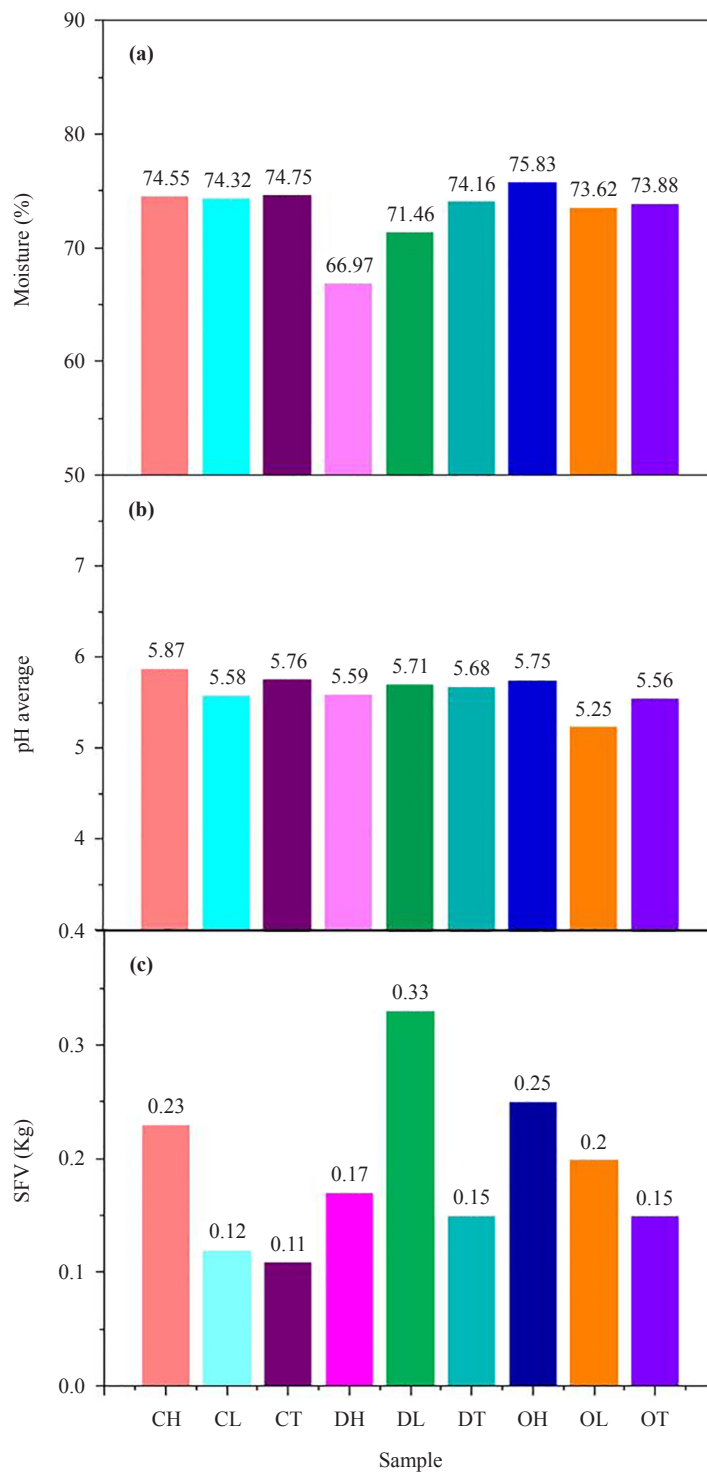 90
(a)
80
75.83
74.55 74.32 74.75 74.16 73.62 73.88
71.46
70
66.97
60
50
Moisture (%)
(b)
7
6
5.87 5.58 5.76 5.59 5.71 5.68 5.75 5.25 5.56
5
4
pH average
0.4
(c)
0.33
0.3
0.25
0.23
0.2
0.2
0.17
0.15 0.15
0.12 0.11
0.1
0.0
SFV (Kg)
CH CL CT DH DL DT OH OL OT
Sample